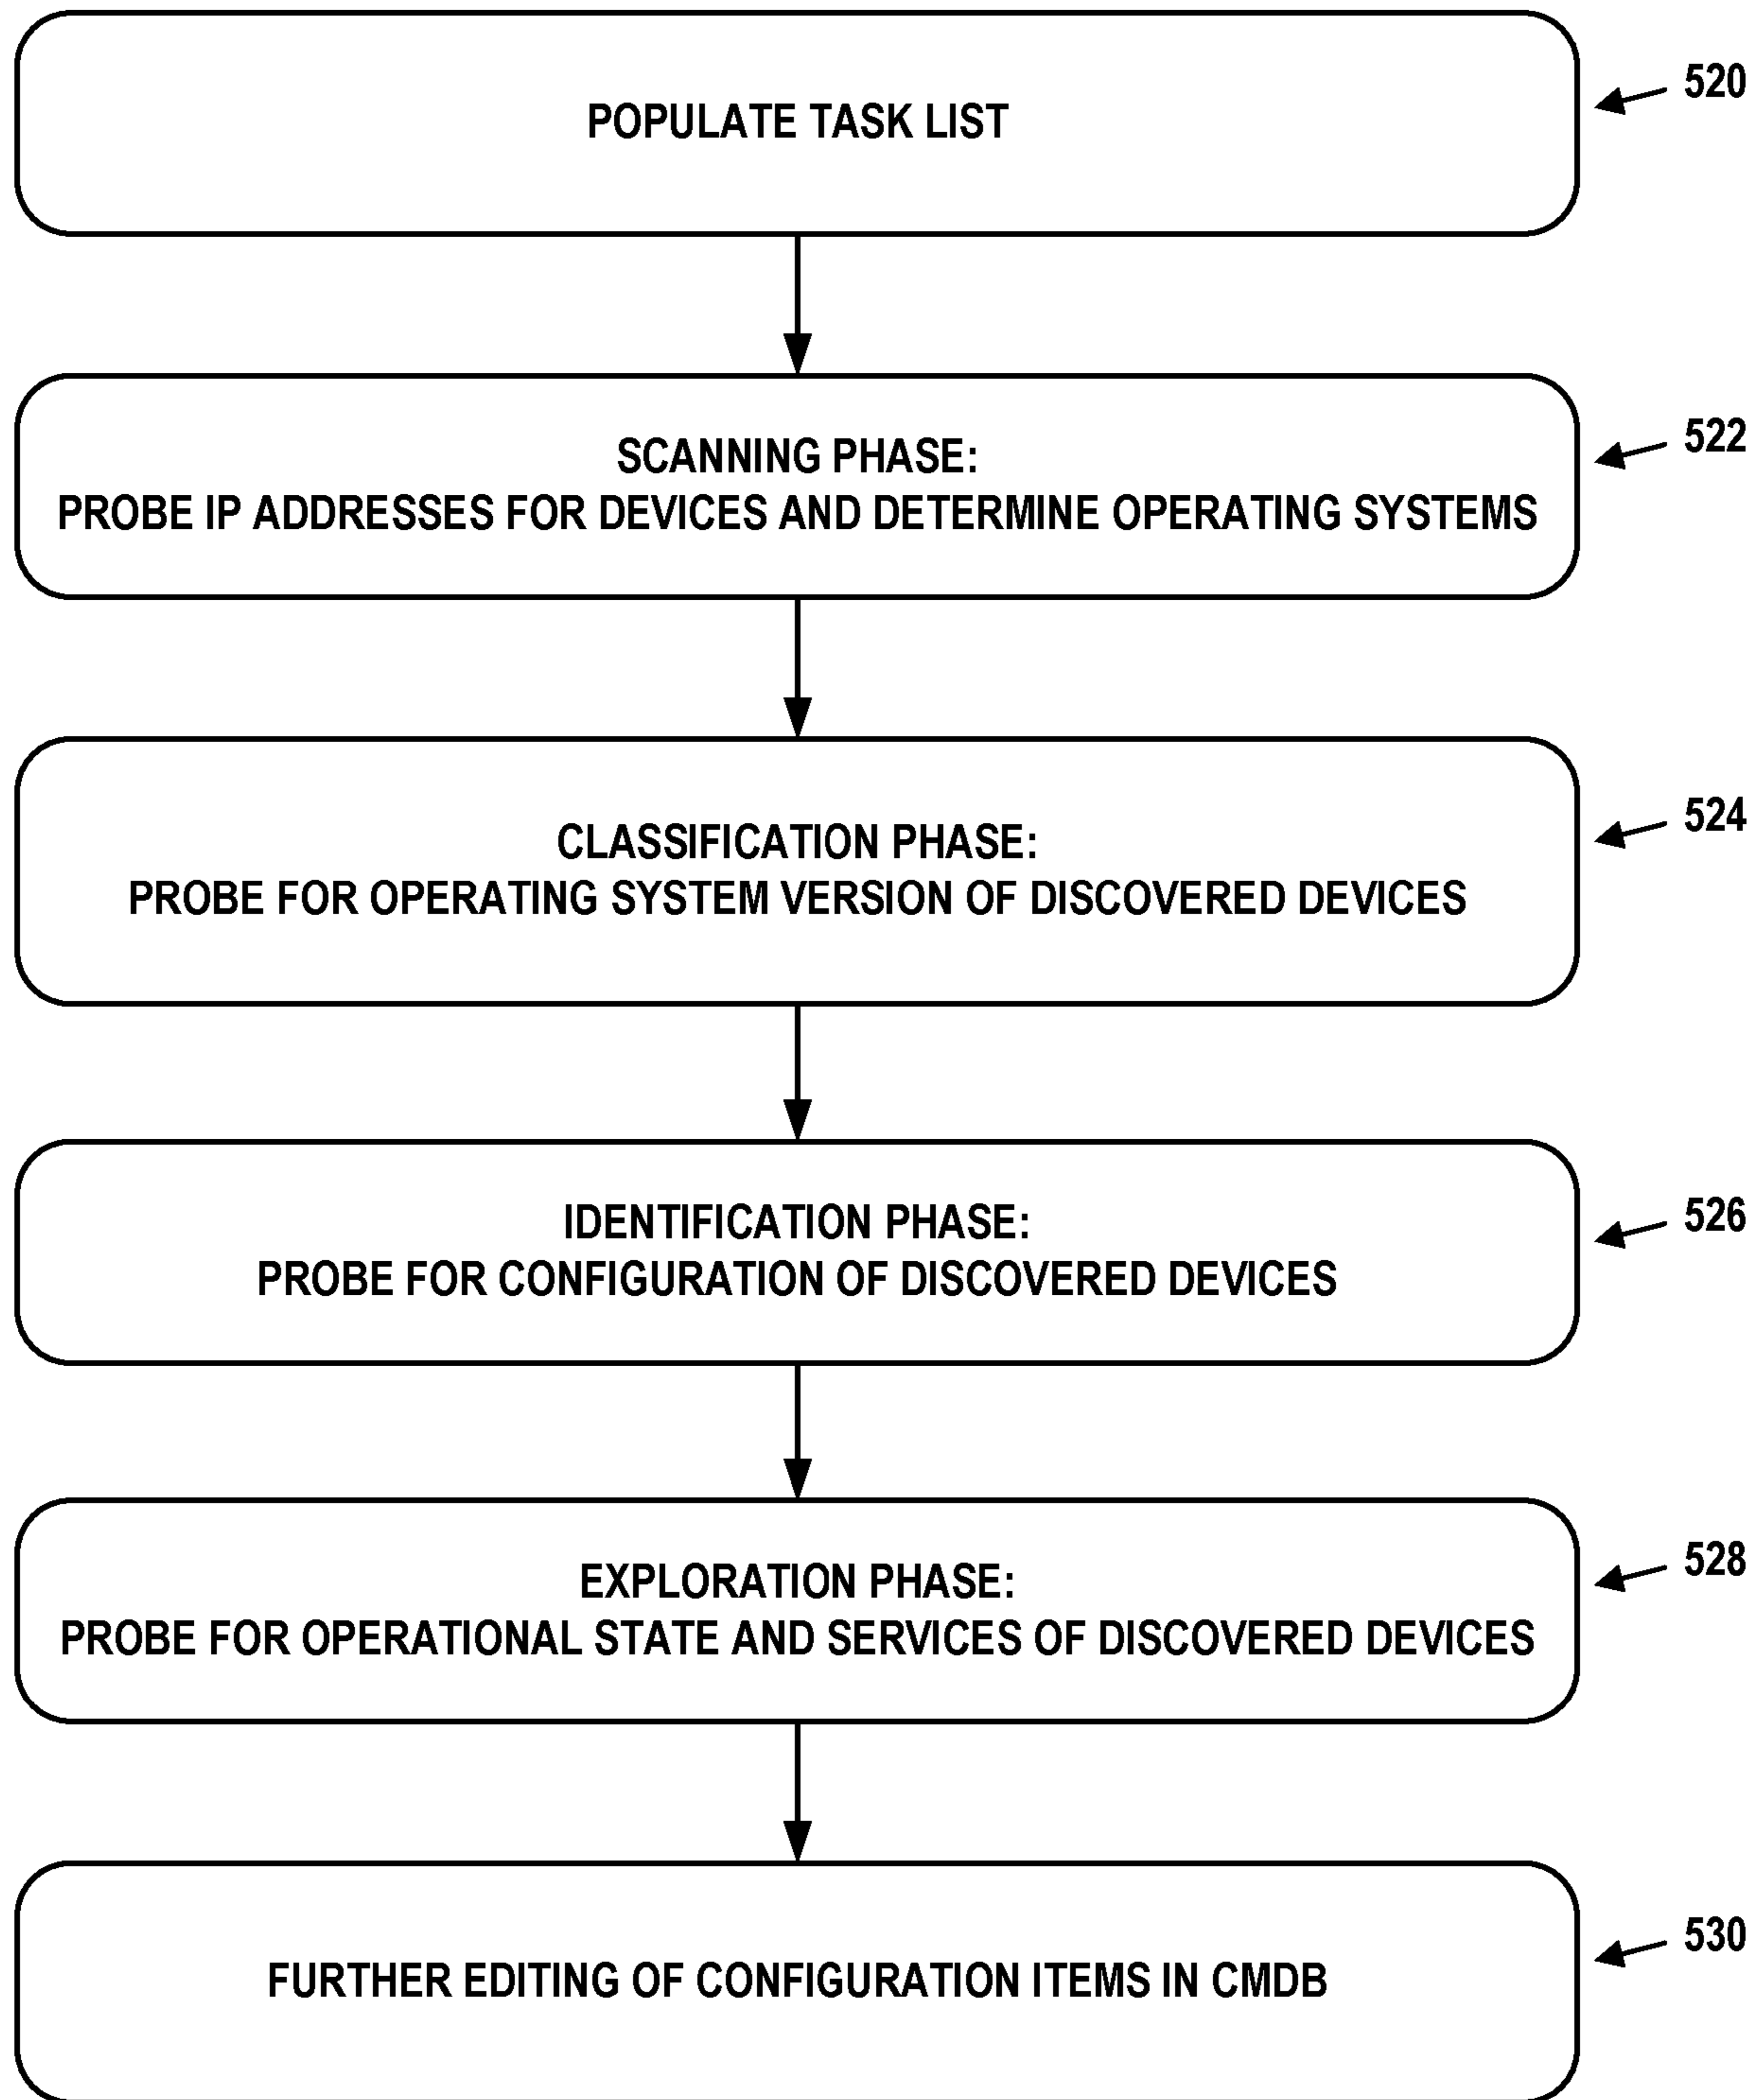 POPULATE TASK LIST
520
SCANNING PHASE:
PROBE IP ADDRESSES FOR DEVICES AND DETERMINE OPERATING SYSTEMS
522
CLASSIFICATION PHASE:
PROBE FOR OPERATING SYSTEM VERSION OF DISCOVERED DEVICES
524
IDENTIFICATION PHASE:
PROBE FOR CONFIGURATION OF DISCOVERED DEVICES
526
EXPLORATION PHASE:
PROBE FOR OPERATIONAL STATE AND SERVICES OF DISCOVERED DEVICES
528
FURTHER EDITING OF CONFIGURATION ITEMS IN CMDB
530